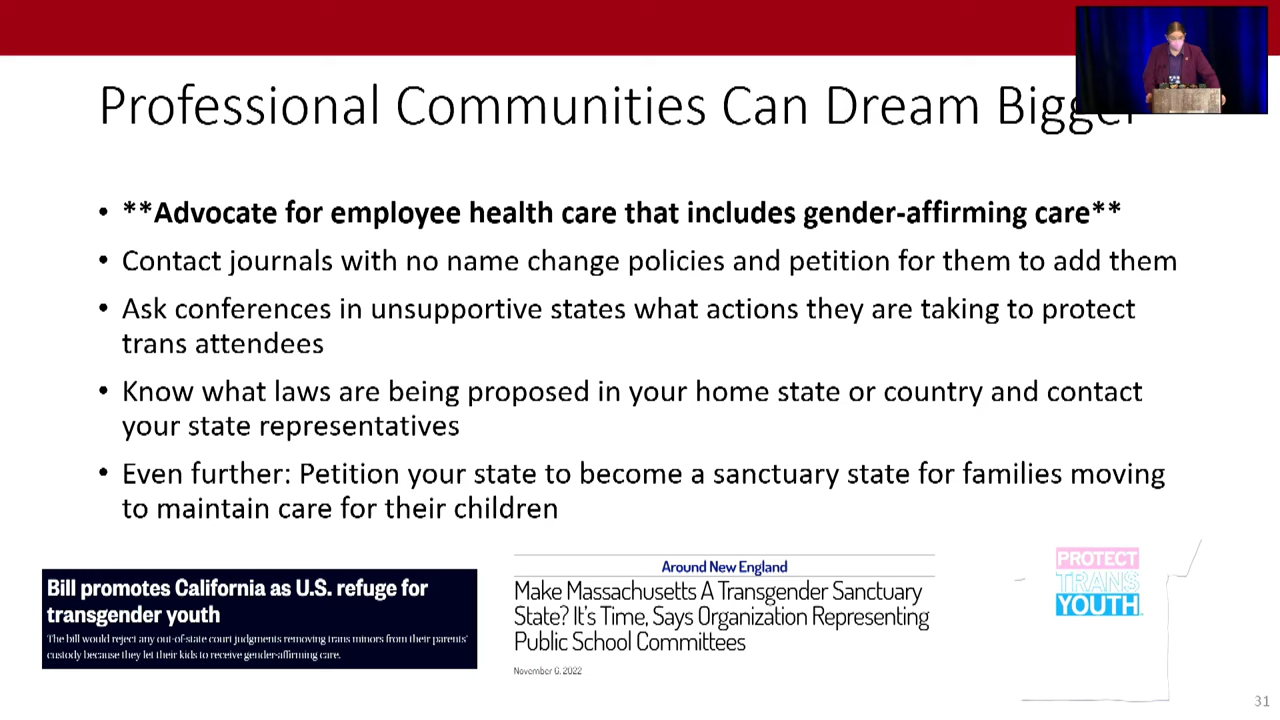 Professional Communities Can Dream Bigger
• **Advocate for employee health care that includes gender-affirming care**
• Contact journals with no name change policies and petition for them to add them
• Ask conferences in unsupportive states what actions they are taking to protect
trans attendees
• Know what laws are being proposed in your home state or country and contact
your state representatives
• Even further: Petition your state to become a sanctuary state for families moving
to maintain care for their children
Bill promotes California as U.S. refuge for
transgender youth
The bill would reject any out-of-state court judgments removing trans minors from their parents'
custody because they let their kids to receive gender-affirming care.
Around New England
Make Massachusetts A Transgender Sanctuary
State? It's Time, Says Organization Representing
Public School Committees
November 6, 2022
PROTECT
TRANS
YOUTH
31